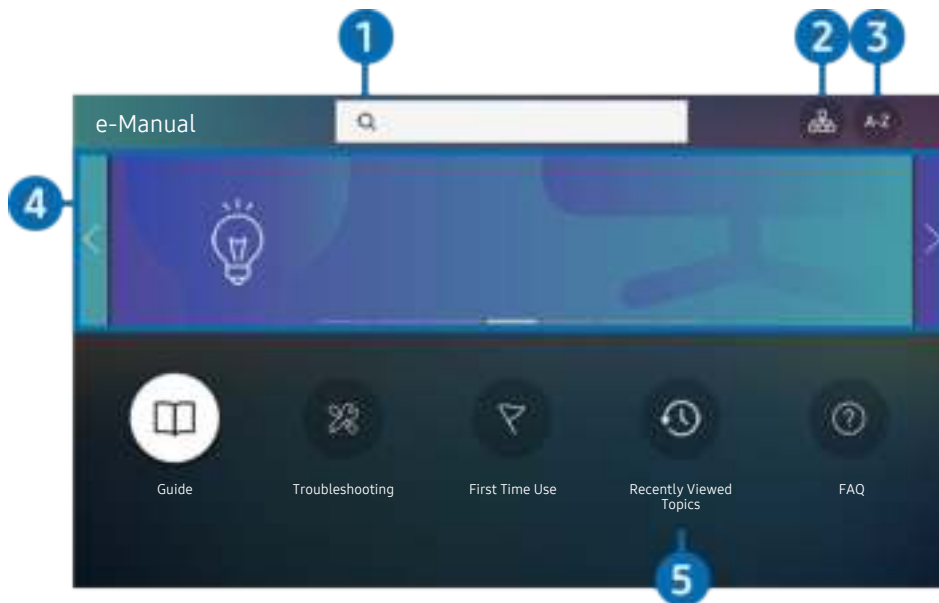 1
2
3
e-Manual
A-Z
4
Guide
Troubleshooting
First Time Use
Recently Viewed
Topics
FAQ
5